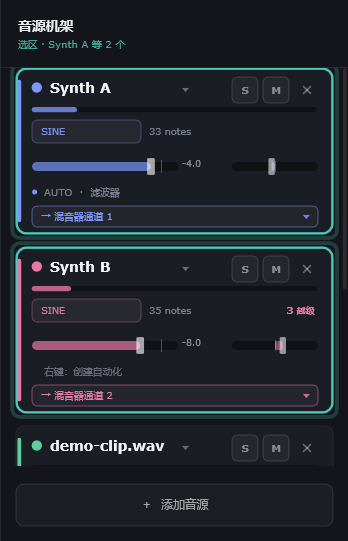 音源机架
选区 · Synth A 等 2 个
Synth A
S M ×
SINE 33 notes
-4.0
AUTO · 滤波器
→ 混音器通道 1
Synth B
S M ×
SINE 35 notes 3 越级
-8.0
右键：创建自动化
→ 混音器通道 2
demo-clip.wav
S M ×
+ 添加音源